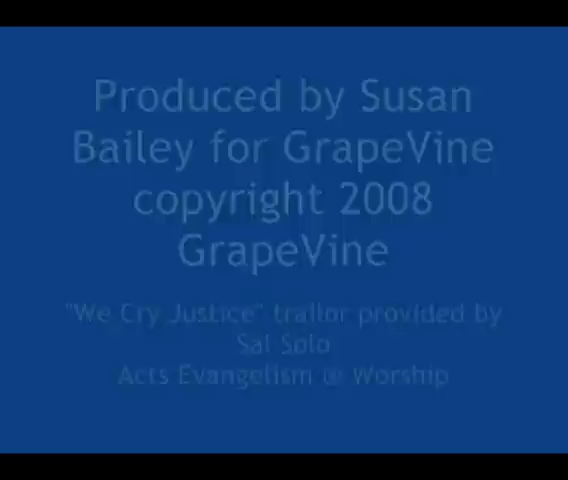 Produced by Susan
Bailey for GrapeVine
copyright 2008
GrapeVine
"We Cry Justice" trailor provided by
Sal Solo
Acts Evangelism @ Worship